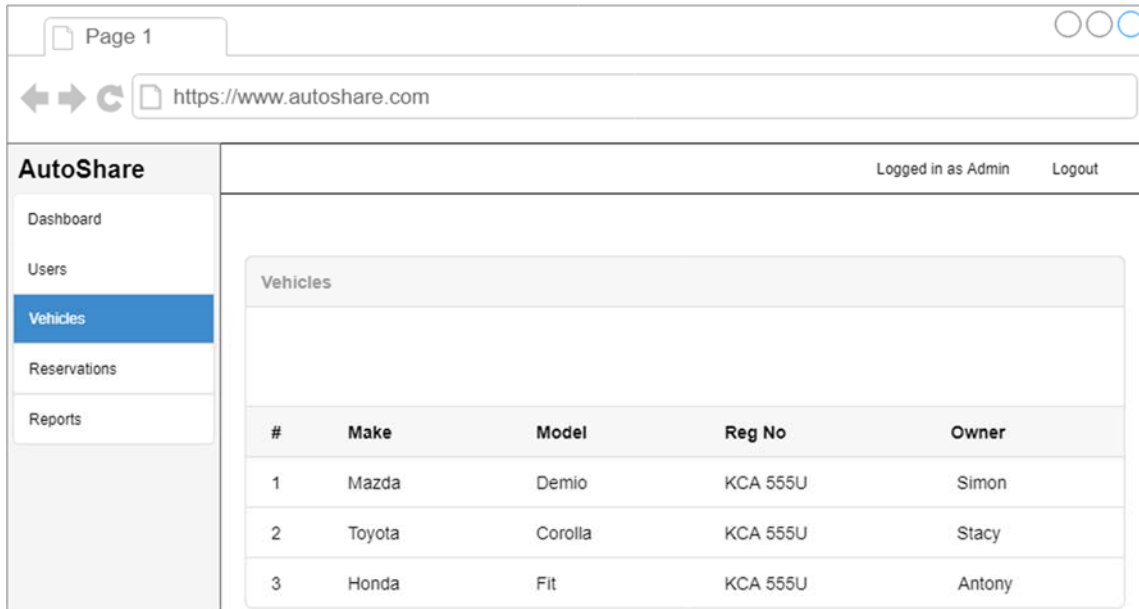 Page 1
https://www.autoshare.com
AutoShare
Logged in as Admin Logout
Dashboard
Users
Vehicles
Reservations
Reports
Vehicles
# Make Model Reg No Owner
1 Mazda Demio KCA 555U Simon
2 Toyota Corolla KCA 555U Stacy
3 Honda Fit KCA 555U Antony